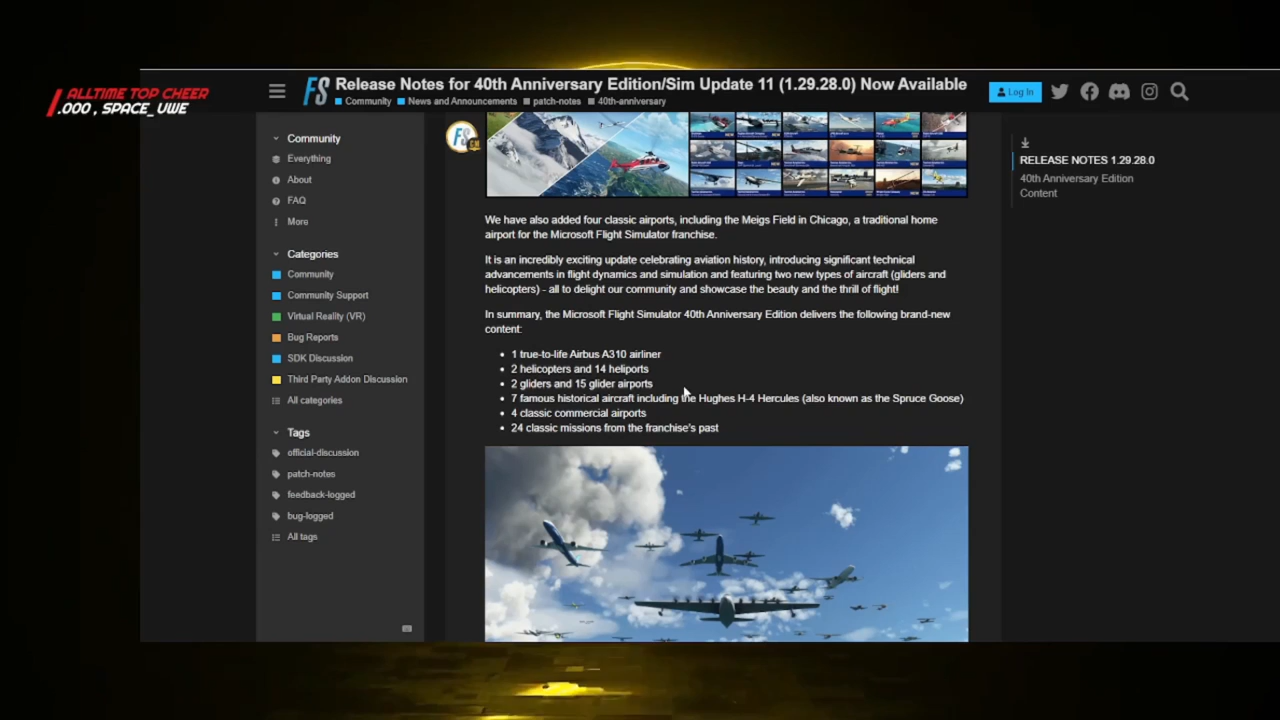 ALLTIME TOP CHEER
.000 , SPACE_UWE
FS
Release Notes for 40th Anniversary Edition/Sim Update 11 (1.29.28.0) Now Available
Community News and Announcements patch-notes 40th-anniversary
Log In
Community
Everything
About
FAQ
More
Categories
Community
Community Support
Virtual Reality (VR)
Bug Reports
SDK Discussion
Third Party Addon Discussion
All categories
Tags
official-discussion
patch-notes
feedback-logged
bug-logged
All tags
FS
We have also added four classic airports, including the Meigs Field in Chicago, a traditional home
airport for the Microsoft Flight Simulator franchise.
It is an incredibly exciting update celebrating aviation history, introducing significant technical
advancements in flight dynamics and simulation and featuring two new types of aircraft (gliders and
helicopters) - all to delight our community and showcase the beauty and the thrill of flight!
In summary, the Microsoft Flight Simulator 40th Anniversary Edition delivers the following brand-new
content:
• 1 true-to-life Airbus A310 airliner
• 2 helicopters and 14 heliports
• 2 gliders and 15 glider airports
• 7 famous historical aircraft including the Hughes H-4 Hercules (also known as the Spruce Goose)
• 4 classic commercial airports
• 24 classic missions from the franchise's past
RELEASE NOTES 1.29.28.0
40th Anniversary Edition
Content